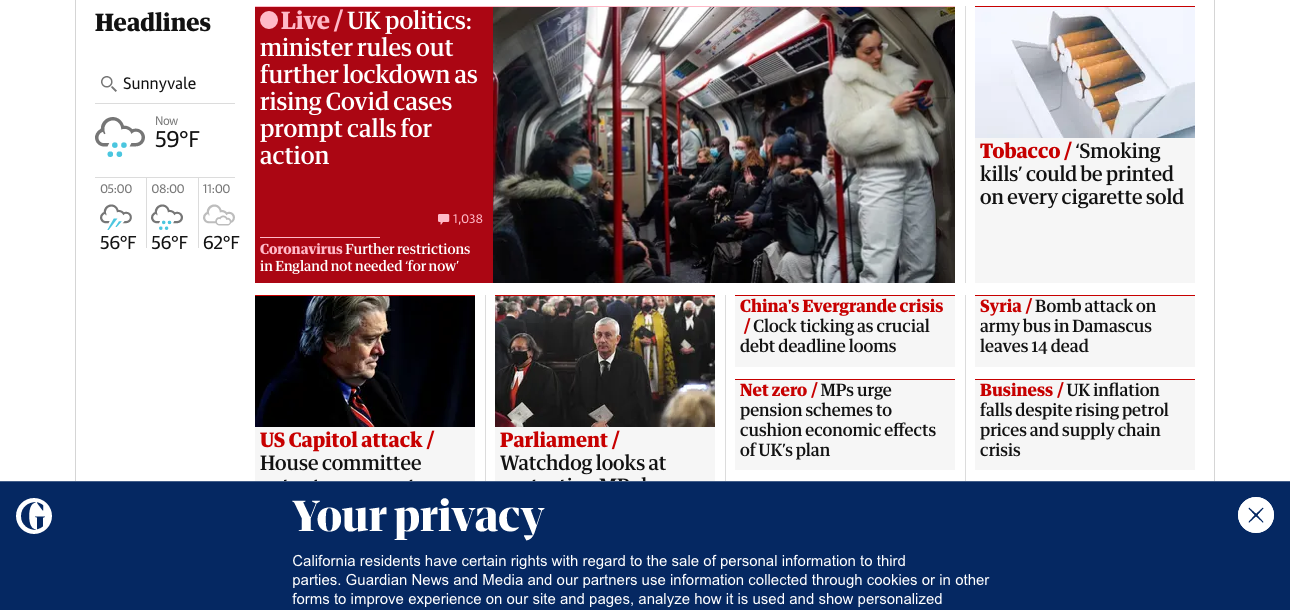 Headlines
Sunnyvale
Now
59°F
05:00 08:00 11:00
56°F 56°F 62°F
Live / UK politics:
minister rules out
further lockdown as
rising Covid cases
prompt calls for
action
1,038
Coronavirus Further restrictions
in England not needed ‘for now’
Tobacco / ‘Smoking
kills’ could be printed
on every cigarette sold
US Capitol attack /
House committee
Parliament /
Watchdog looks at
China's Evergrande crisis
/ Clock ticking as crucial
debt deadline looms
Net zero / MPs urge
pension schemes to
cushion economic effects
of UK’s plan
Syria / Bomb attack on
army bus in Damascus
leaves 14 dead
Business / UK inflation
falls despite rising petrol
prices and supply chain
crisis
G
Your privacy
California residents have certain rights with regard to the sale of personal information to third
parties. Guardian News and Media and our partners use information collected through cookies or in other
forms to improve experience on our site and pages, analyze how it is used and show personalized